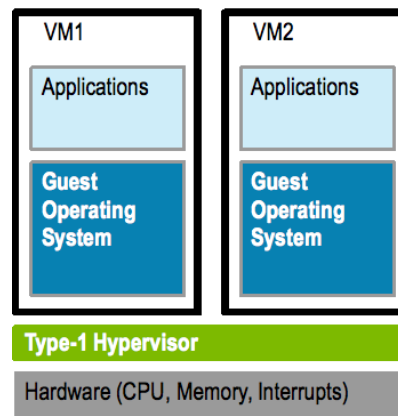 VM1
Applications
Guest
Operating
System
VM2
Applications
Guest
Operating
System
Type-1 Hypervisor
Hardware (CPU, Memory, Interrupts)